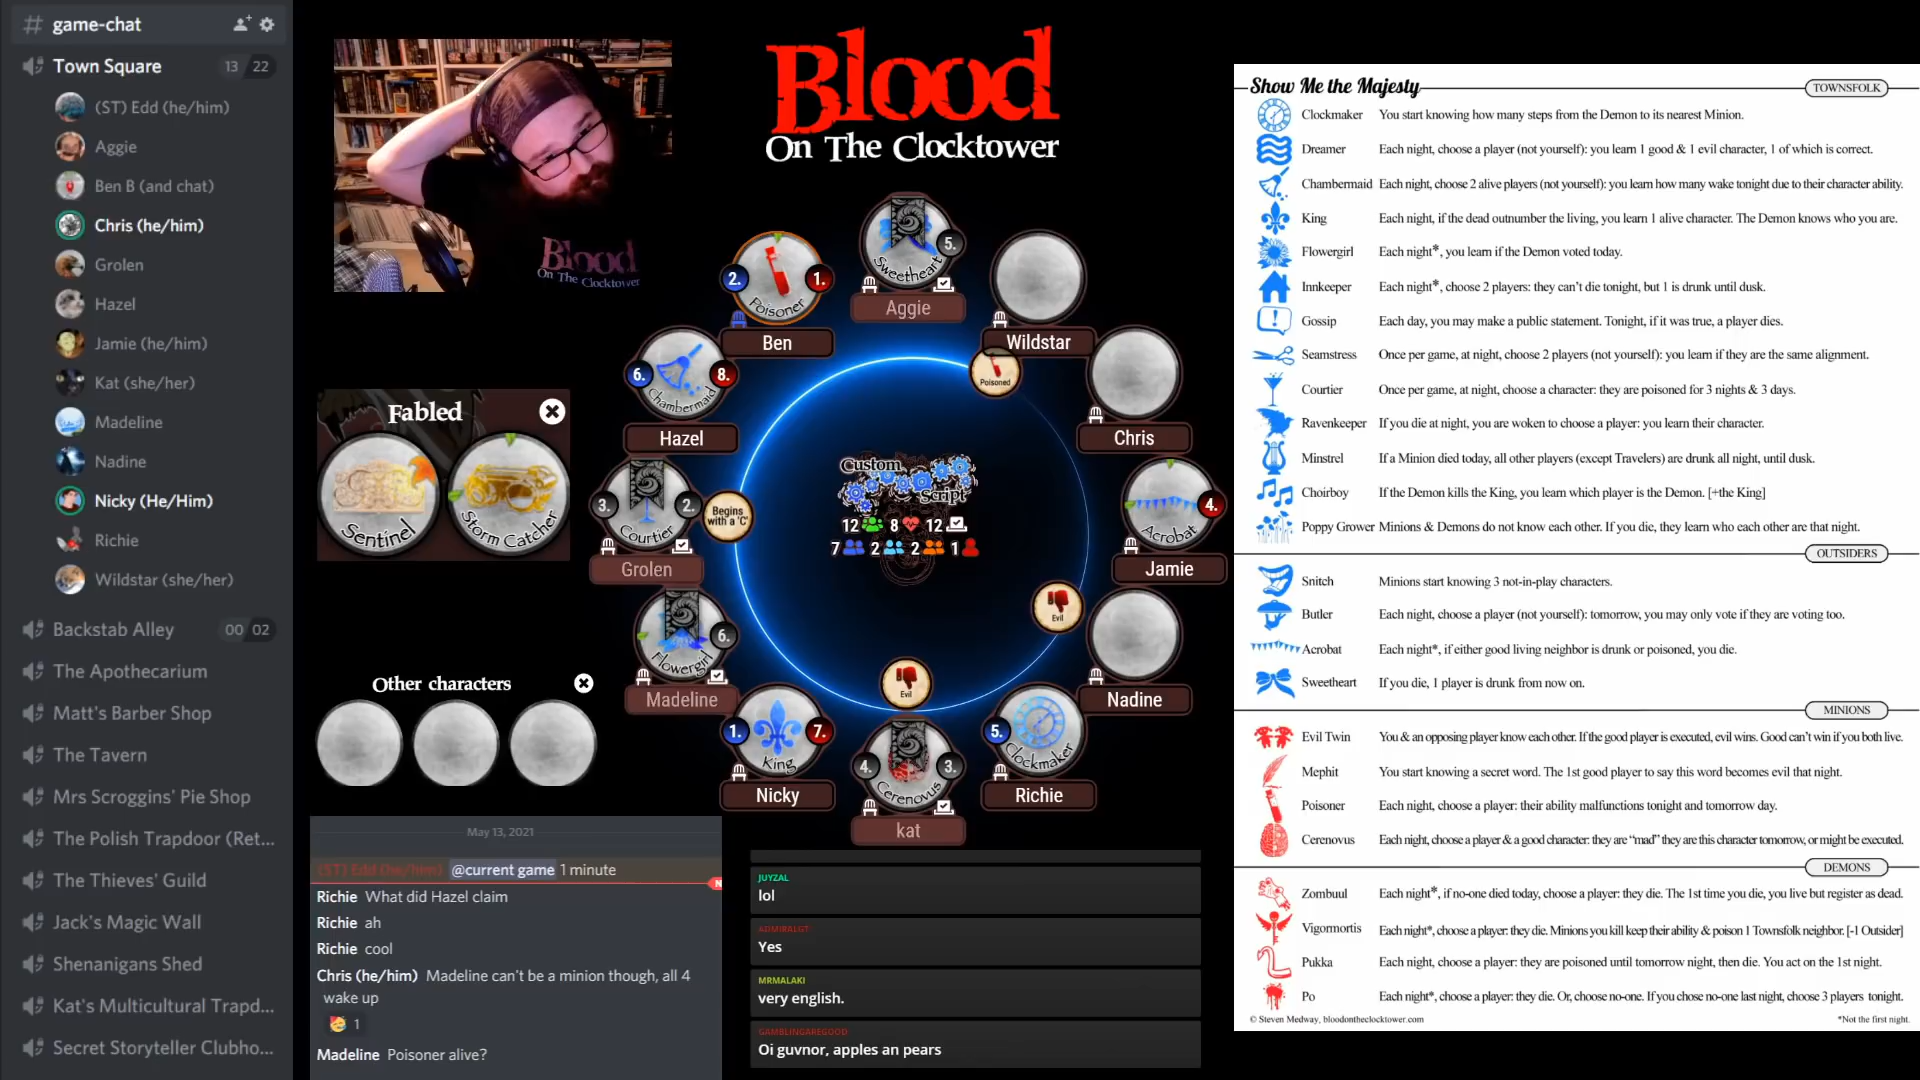 # game-chat
Town Square 13 22
(ST) Edd (he/him)
Aggie
Ben B (and chat)
Chris (he/him)
Grolen
Hazel
Jamie (he/him)
Kat (she/her)
Madeline
Nadine
Nicky (He/Him)
Richie
Wildstar (she/her)
Backstab Alley 00 02
The Apothecarium
Matt's Barber Shop
The Tavern
Mrs Scroggins' Pie Shop
The Polish Trapdoor (Ret...
The Thieves' Guild
Jack's Magic Wall
Shenanigans Shed
Kat's Multicultural Trapd...
Secret Storyteller Clubho...
Blood
On The Clocktower
Blood
On The Clocktower
Fabled
Sentinel
Storm Catcher
Other characters
5.
Sweetheart
Aggie
2.
1.
Poisoner
Ben
Wildstar
Poisoned
6.
8.
Chambermaid
Hazel
Chris
3.
2.
Courtier
Grolen
Begins
with a 'C'
4.
Acrobat
Jamie
6.
Flowergirl
Madeline
Evil
Nadine
1.
7.
King
Nicky
Evil
4.
3.
Cerenovus
kat
5.
Clockmaker
Richie
Custom
Script
12 8 12
7 2 2 1
May 13, 2021
(ST) Edd (he/him) @current game 1 minute
Richie What did Hazel claim
Richie ah
Richie cool
Chris (he/him) Madeline can't be a minion though, all 4
wake up
1
Madeline Poisoner alive?
JUYZAL
lol
ADMIRALGT
Yes
MRMALAKI
very english.
GAMBLINGAREGOOD
Oi guvnor, apples an pears
Show Me the Majesty
TOWNSFOLK
Clockmaker You start knowing how many steps from the Demon to its nearest Minion.
Dreamer Each night, choose a player (not yourself): you learn 1 good & 1 evil character, 1 of which is correct.
Chambermaid Each night, choose 2 alive players (not yourself): you learn how many wake tonight due to their character ability.
King Each night, if the dead outnumber the living, you learn 1 alive character. The Demon knows who you are.
Flowergirl Each night*, you learn if the Demon voted today.
Innkeeper Each night*, choose 2 players: they can't die tonight, but 1 is drunk until dusk.
Gossip Each day, you may make a public statement. Tonight, if it was true, a player dies.
Seamstress Once per game, at night, choose 2 players (not yourself): you learn if they are the same alignment.
Courtier Once per game, at night, choose a character: they are poisoned for 3 nights & 3 days.
Ravenkeeper If you die at night, you are woken to choose a player: you learn their character.
Minstrel If a Minion died today, all other players (except Travelers) are drunk all night, until dusk.
Choirboy If the Demon kills the King, you learn which player is the Demon. [+the King]
Poppy Grower Minions & Demons do not know each other. If you die, they learn who each other are that night.
OUTSIDERS
Snitch Minions start knowing 3 not-in-play characters.
Butler Each night, choose a player (not yourself): tomorrow, you may only vote if they are voting too.
Acrobat Each night*, if either good living neighbor is drunk or poisoned, you die.
Sweetheart If you die, 1 player is drunk from now on.
MINIONS
Evil Twin You & an opposing player know each other. If the good player is executed, evil wins. Good can't win if you both live.
Mephit You start knowing a secret word. The 1st good player to say this word becomes evil that night.
Poisoner Each night, choose a player: their ability malfunctions tonight and tomorrow day.
Cerenovus Each night, choose a player & a good character: they are “mad” they are this character tomorrow, or might be executed.
DEMONS
Zombuul Each night*, if no-one died today, choose a player: they die. The 1st time you die, you live but register as dead.
Vigormortis Each night*, choose a player: they die. Minions you kill keep their ability & poison 1 Townsfolk neighbor. [-1 Outsider]
Pukka Each night, choose a player: they are poisoned until tomorrow night, then die. You act on the 1st night.
Po Each night*, choose a player: they die. Or, choose no-one. If you chose no-one last night, choose 3 players tonight.
© Steven Medway, bloodontheclocktower.com *Not the first night.